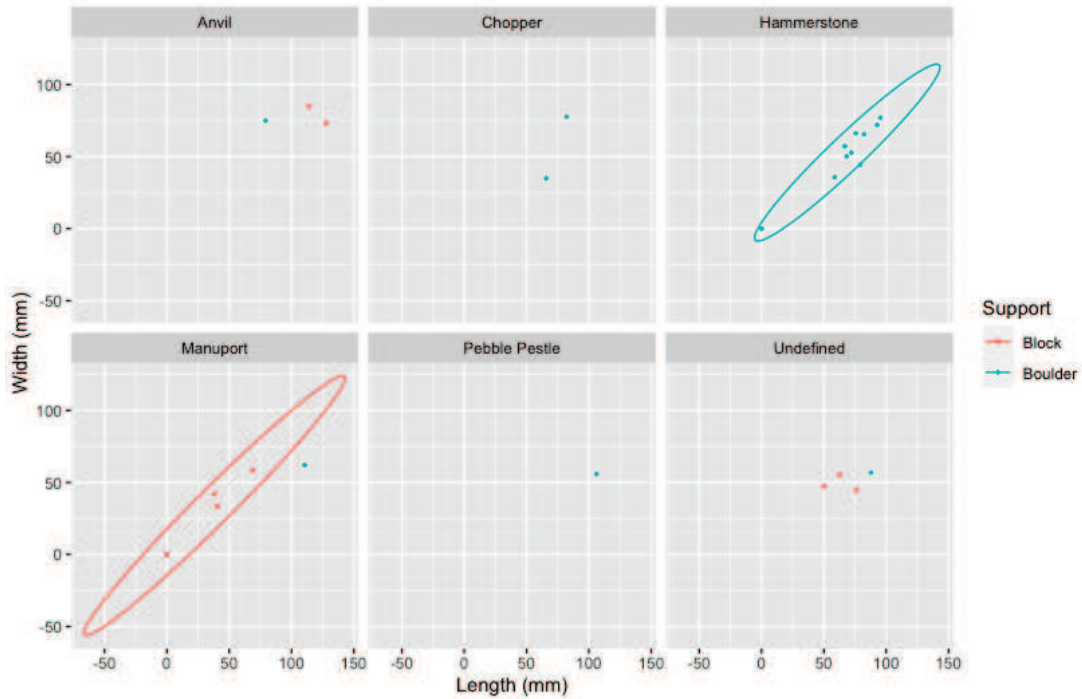 Anvil
Chopper
Hammerstone
100
50
0
-50
Manuport
Pebble Pestle
Undefined
100
50
0
-50
-50 0 50 100 150
-50 0 50 100 150
-50 0 50 100 150
Width (mm)
Length (mm)
Support
Block
Boulder